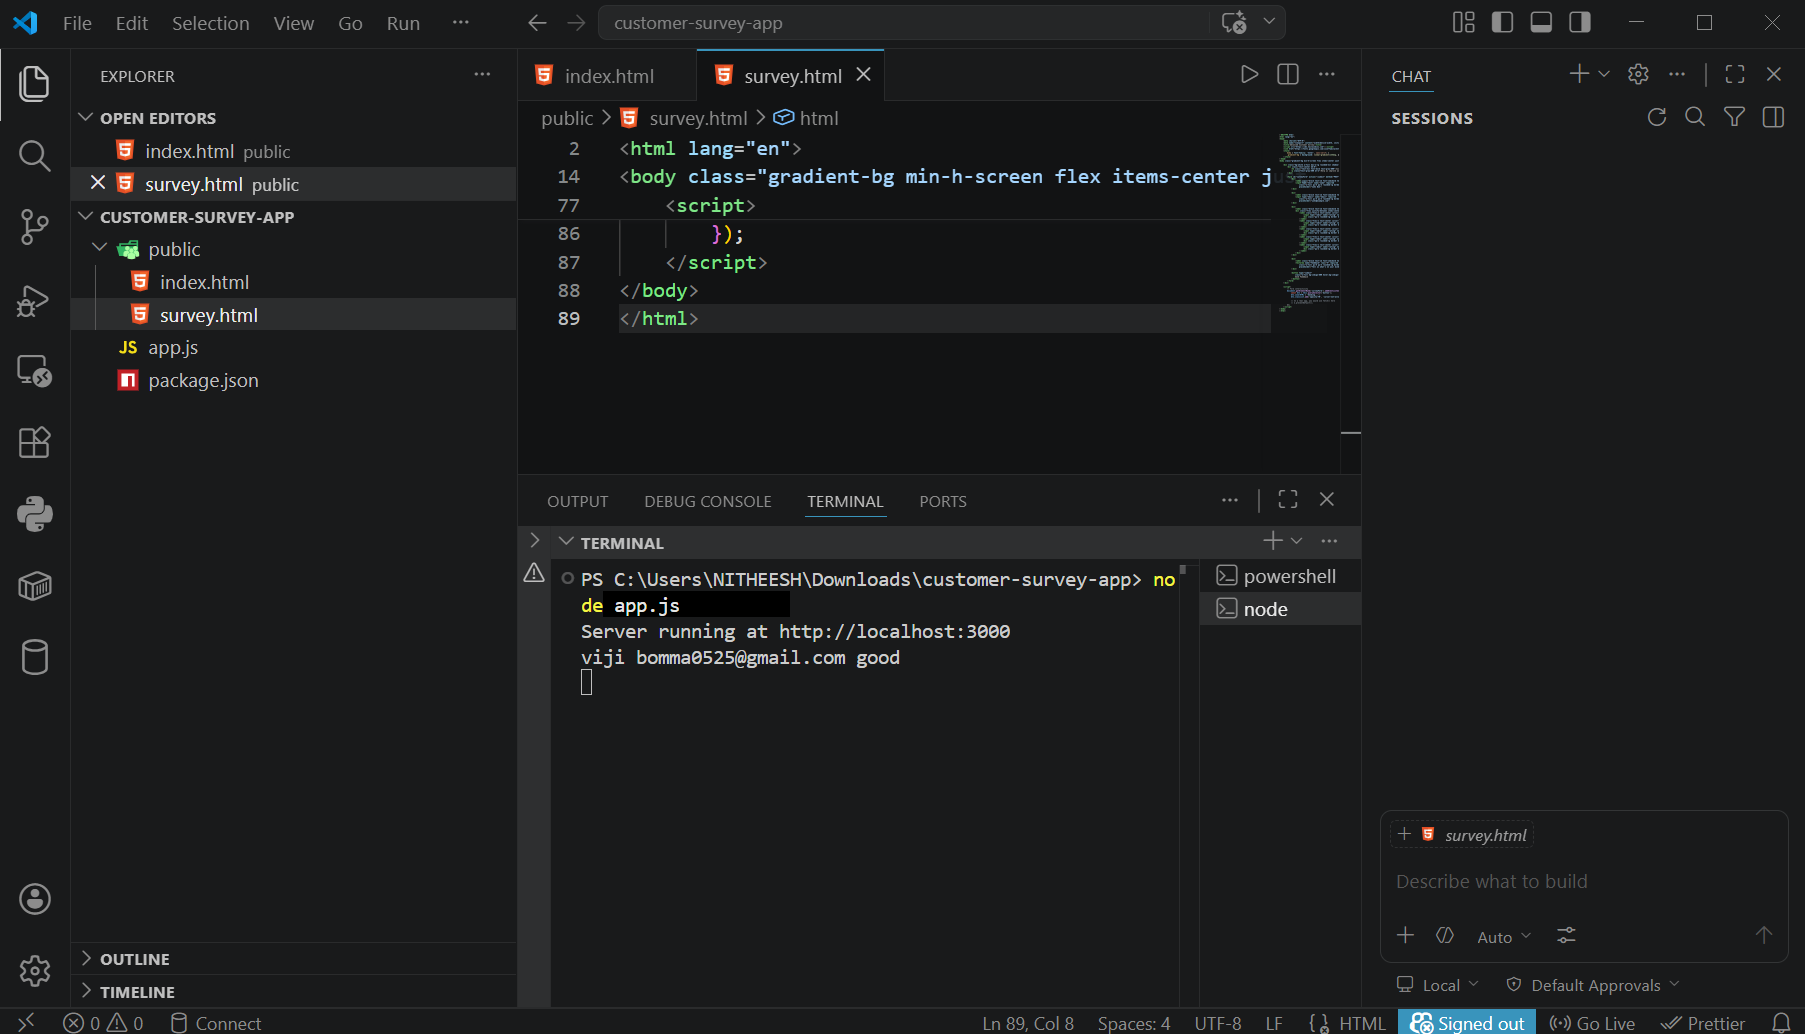 File Edit Selection View Go Run ···
customer-survey-app
EXPLORER
OPEN EDITORS
index.html public
survey.html public
CUSTOMER-SURVEY-APP
public
index.html
survey.html
JS app.js
package.json
OUTLINE
TIMELINE
index.html
survey.html
public > survey.html > html
2 <html lang="en">
14 <body class="gradient-bg min-h-screen flex items-center ju
77 <script>
86 });
87 </script>
88 </body>
89 </html>
OUTPUT DEBUG CONSOLE TERMINAL PORTS
TERMINAL
PS C:\Users\NITHEESH\Downloads\customer-survey-app> no
de app.js
Server running at http://localhost:3000
viji bomma0525@gmail.com good
powershell
node
CHAT
SESSIONS
survey.html
Describe what to build
Auto
Local Default Approvals
0 0 Connect
Ln 89, Col 8 Spaces: 4 UTF-8 LF HTML Signed out Go Live Prettier